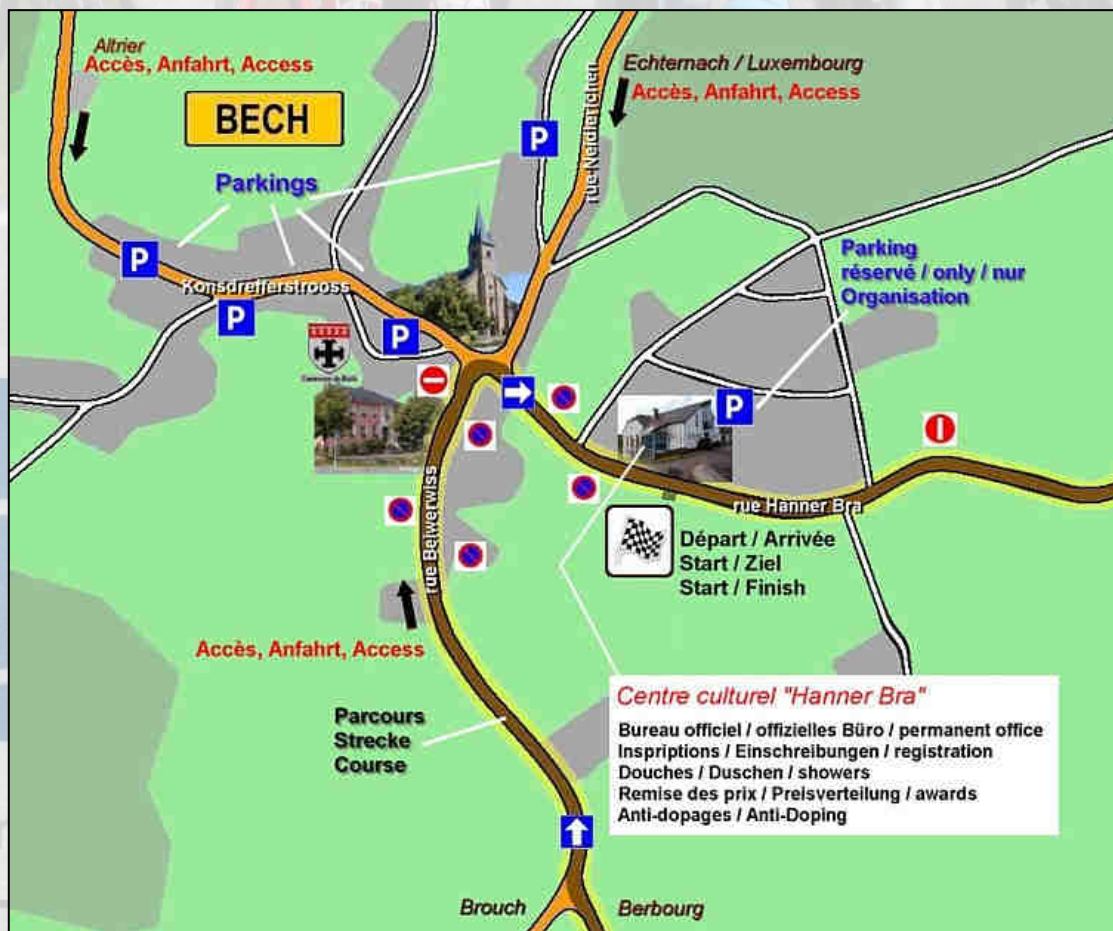 Altrier
Accès, Anfahrt, Access
BECH
Echternach / Luxembourg
Accès, Anfahrt, Access
rue Neidierichen
P
Parkings
P
Konsdrefferstrooss
P
P
Parking
réservé / only / nur
Organisation
P
rue Beiwerwiss
rue Hanner Bra
Départ / Arrivée
Start / Ziel
Start / Finish
Accès, Anfahrt, Access
Parcours
Strecke
Course
Centre culturel "Hanner Bra"
Bureau officiel / offizielles Büro / permanent office
Inspriptions / Einschreibungen / registration
Douches / Duschen / showers
Remise des prix / Preisverteilung / awards
Anti-dopages / Anti-Doping
Brouch
Berbourg